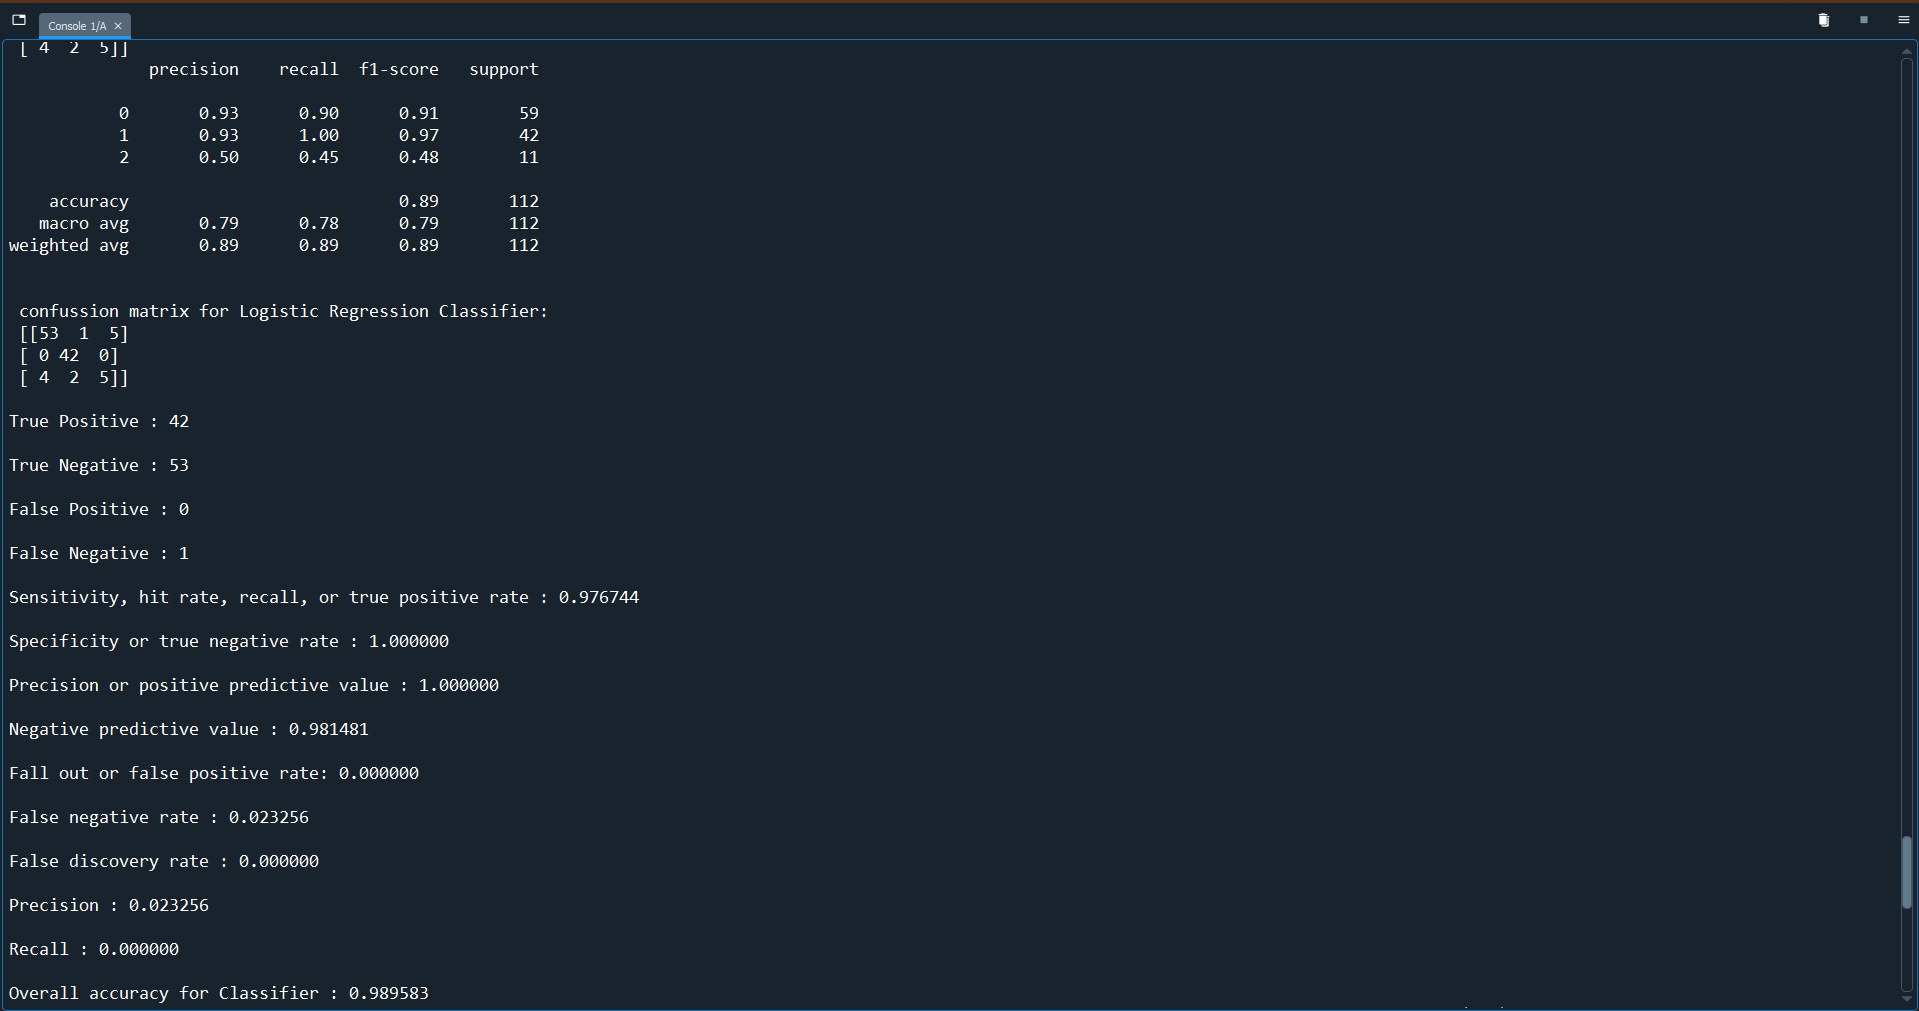 Console 1/A ×
[ 4  2  5]]
precision    recall  f1-score   support
0       0.93      0.90      0.91        59
1       0.93      1.00      0.97        42
2       0.50      0.45      0.48        11
accuracy                           0.89       112
macro avg       0.79      0.78      0.79       112
weighted avg       0.89      0.89      0.89       112
confussion matrix for Logistic Regression Classifier:
[[53  1  5]
[ 0 42  0]
[ 4  2  5]]
True Positive : 42
True Negative : 53
False Positive : 0
False Negative : 1
Sensitivity, hit rate, recall, or true positive rate : 0.976744
Specificity or true negative rate : 1.000000
Precision or positive predictive value : 1.000000
Negative predictive value : 0.981481
Fall out or false positive rate: 0.000000
False negative rate : 0.023256
False discovery rate : 0.000000
Precision : 0.023256
Recall : 0.000000
Overall accuracy for Classifier : 0.989583